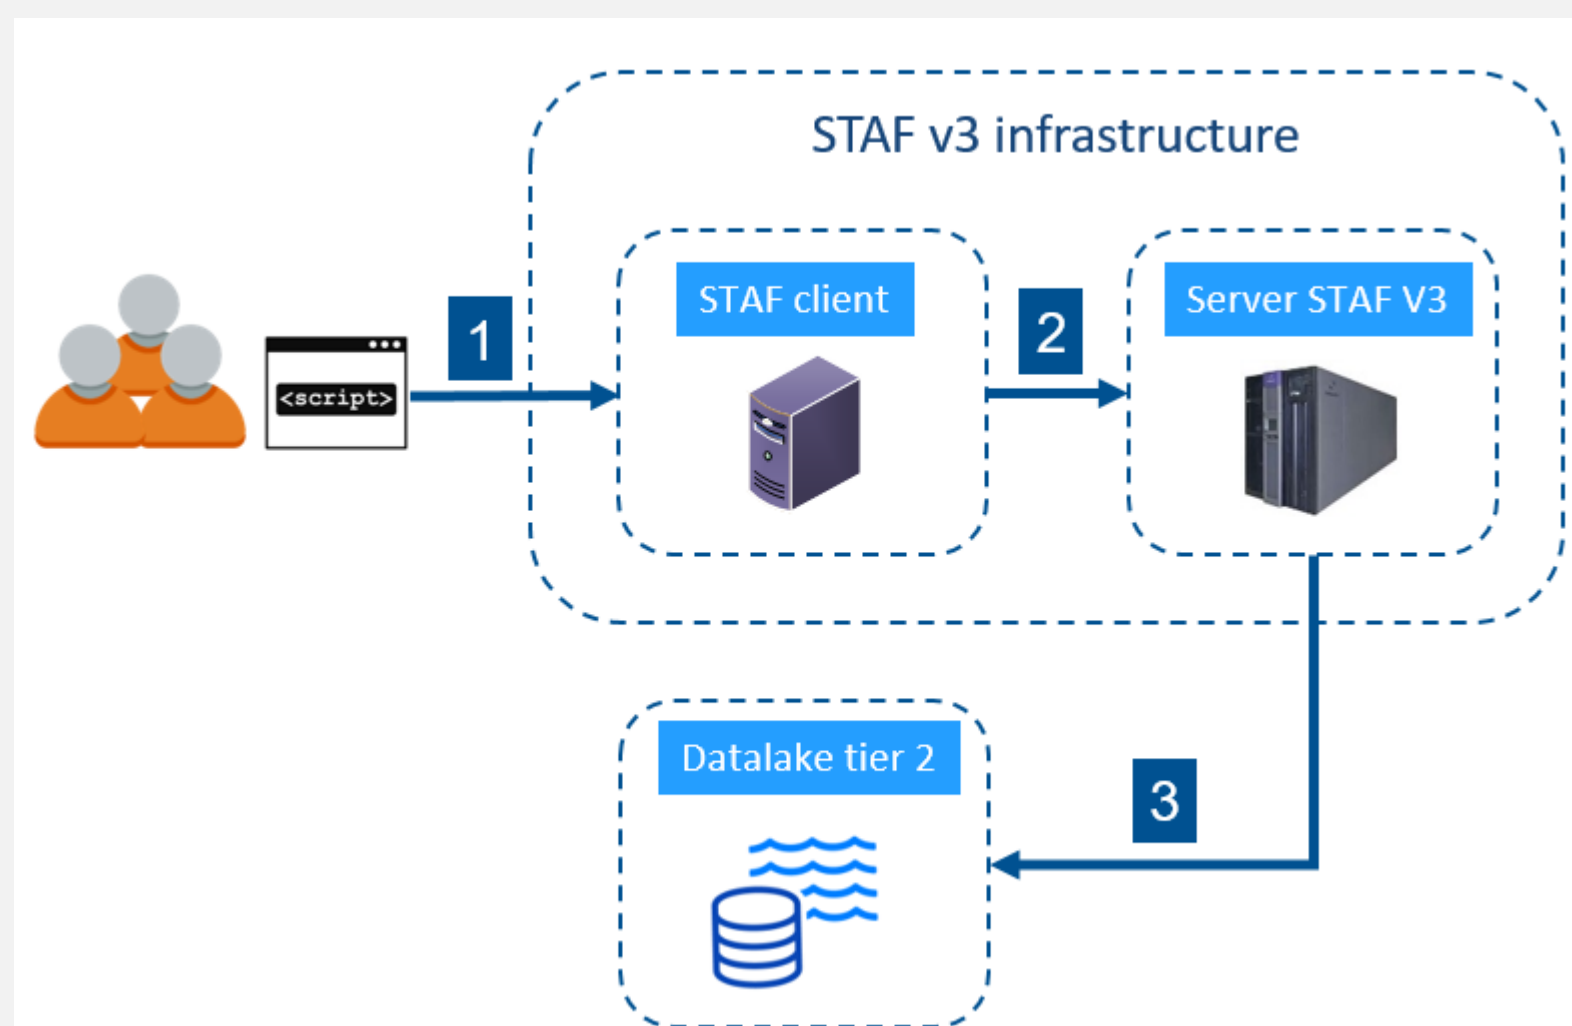 STAF v3 infrastructure
STAF client
Server STAF V3
1
2
<script>
Datalake tier 2
3